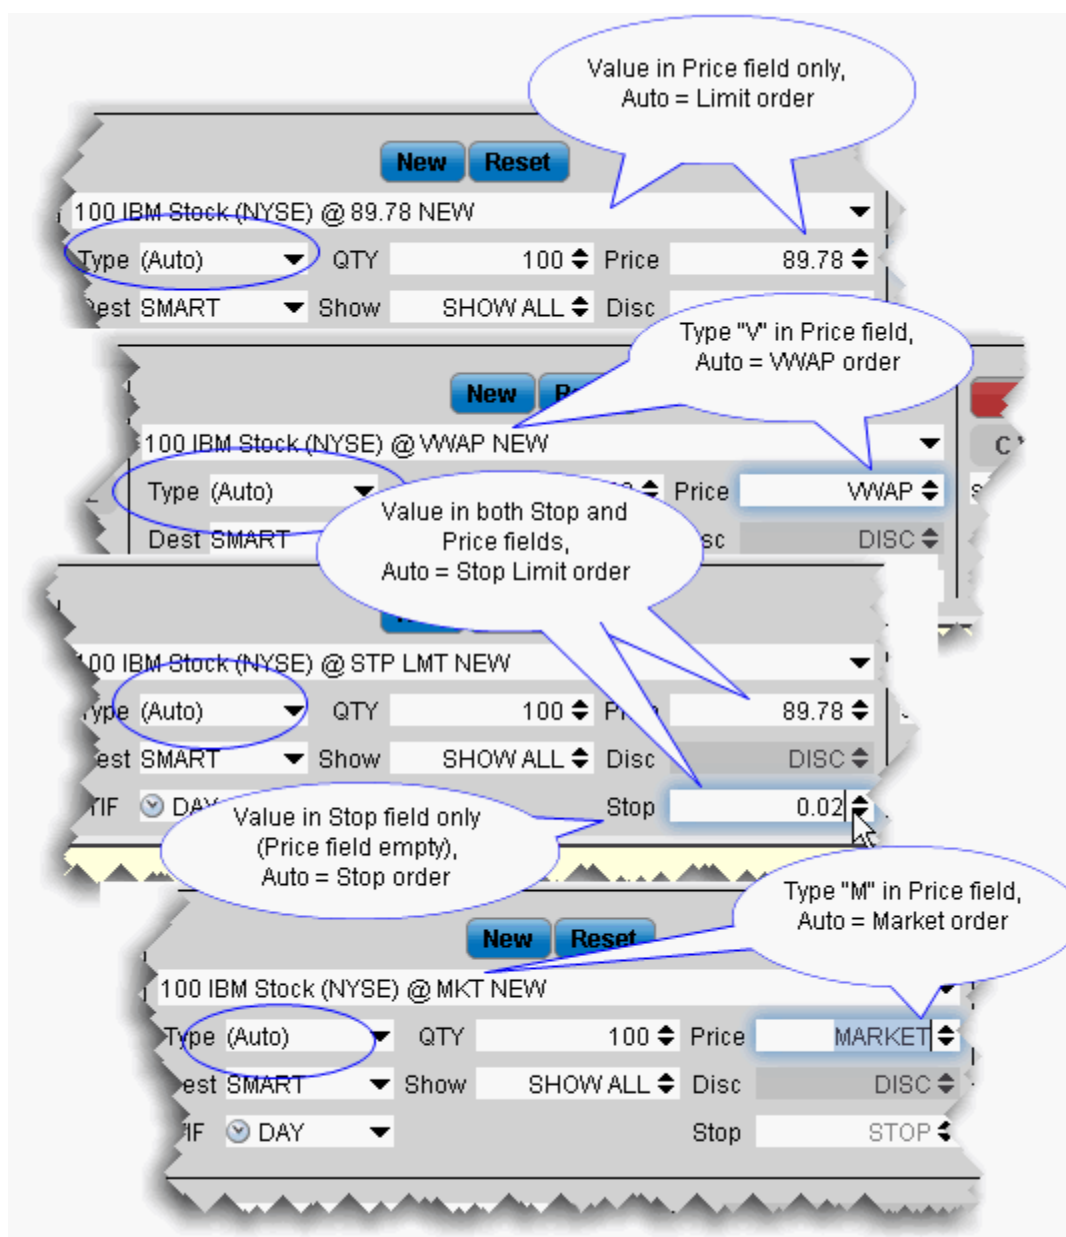 Value in Price field only,
Auto = Limit order
New Reset
100 IBM Stock (NYSE) @ 89.78 NEW
Type (Auto) QTY 100 Price 89.78
Dest SMART Show SHOW ALL Disc
Type "V" in Price field,
Auto = VWAP order
New
100 IBM Stock (NYSE) @ VWAP NEW
Type (Auto) Price VWAP
Dest SMART DISC
Value in both Stop and
Price fields,
Auto = Stop Limit order
100 IBM Stock (NYSE) @ STP LMT NEW
Type (Auto) QTY 100 89.78
SMART Show SHOW ALL Disc DISC
DAY Stop 0.02
Value in Stop field only
(Price field empty),
Auto = Stop order
Type "M" in Price field,
Auto = Market order
New Reset
100 IBM Stock (NYSE) @ MKT NEW
Type (Auto) QTY 100 Price MARKET
est SMART Show SHOW ALL Disc DISC
IF DAY Stop STOP